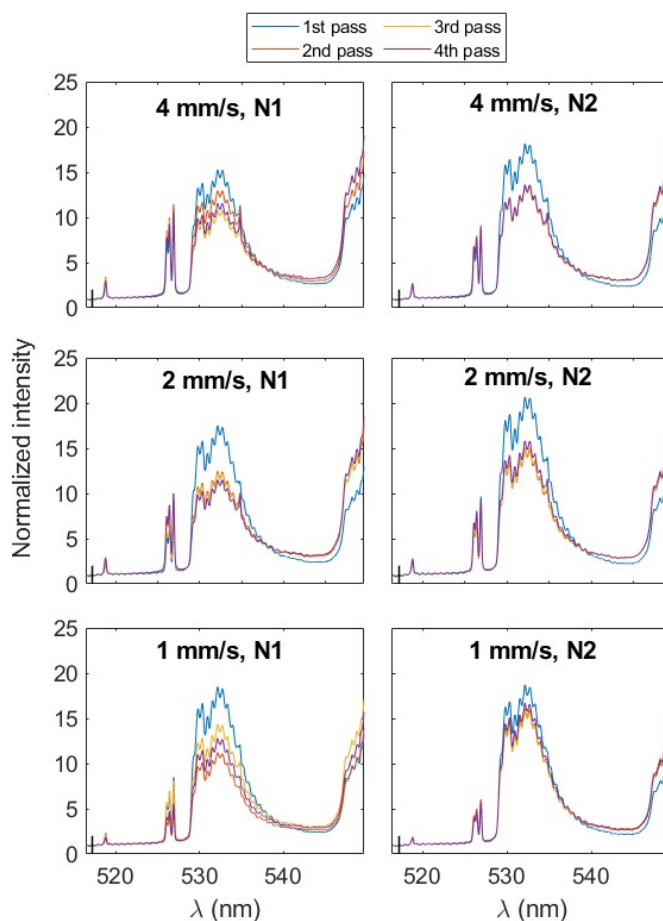 1st pass 3rd pass
2nd pass 4th pass
25
20
15
10
5
0
4 mm/s, N1
4 mm/s, N2
25
20
15
10
5
0
2 mm/s, N1
2 mm/s, N2
Normalized intensity
25
20
15
10
5
0
1 mm/s, N1
1 mm/s, N2
520 530 540
520 530 540
λ (nm)
λ (nm)